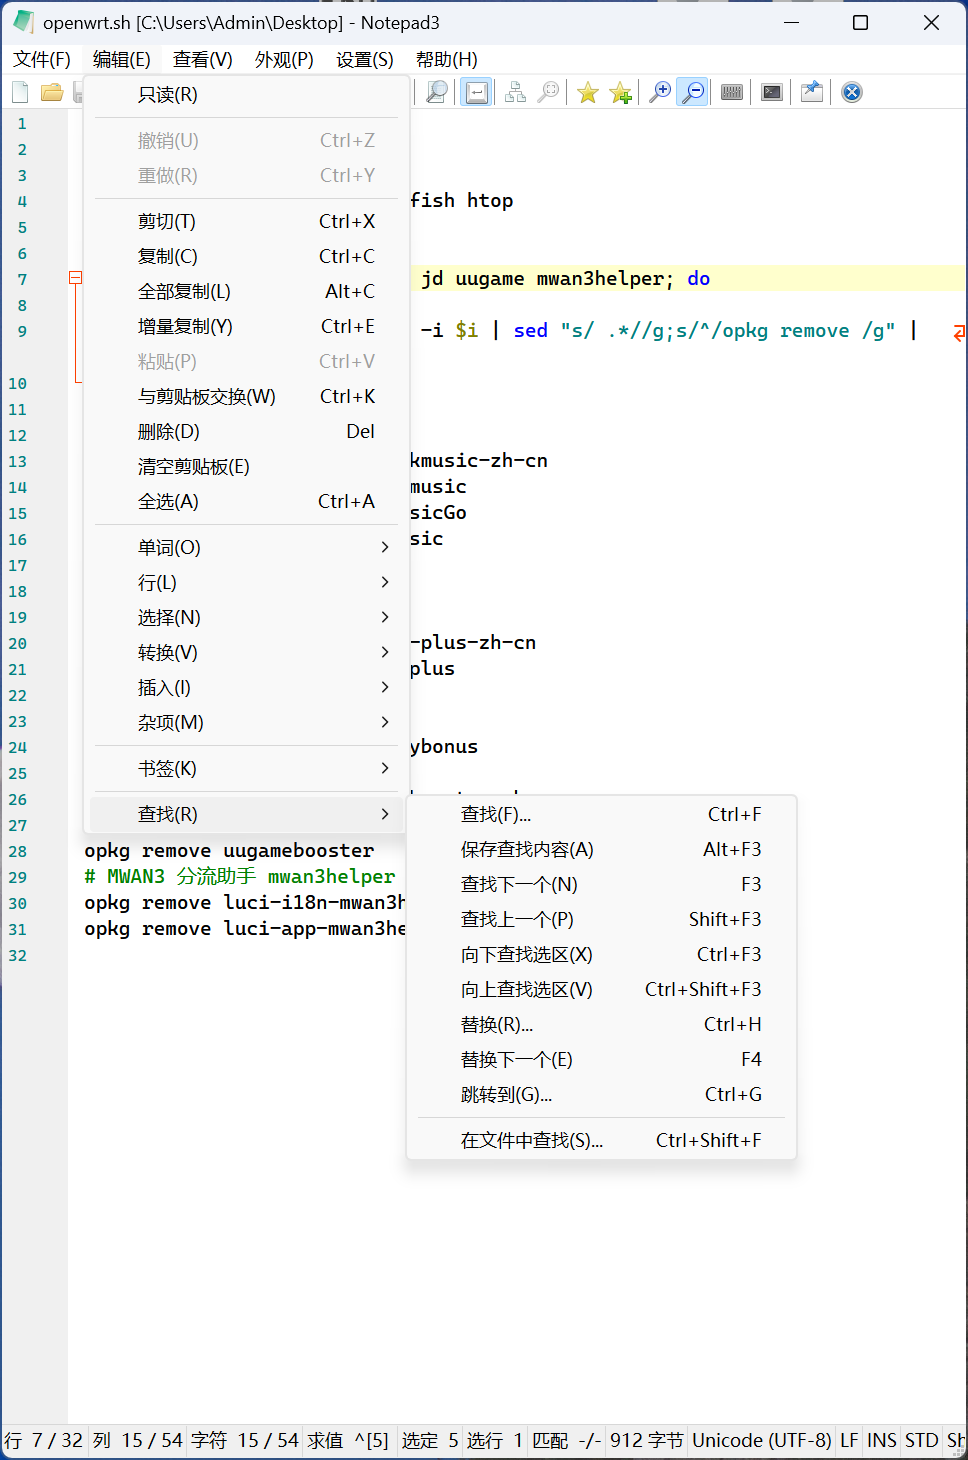 openwrt.sh [C:\Users\Admin\Desktop] - Notepad3
文件(F) 编辑(E) 查看(V) 外观(P) 设置(S) 帮助(H)
只读(R)
撤销(U) Ctrl+Z
重做(R) Ctrl+Y
剪切(T) Ctrl+X
复制(C) Ctrl+C
全部复制(L) Alt+C
增量复制(Y) Ctrl+E
粘贴(P) Ctrl+V
与剪贴板交换(W) Ctrl+K
删除(D) Del
清空剪贴板(E)
全选(A) Ctrl+A
单词(O)
行(L)
选择(N)
转换(V)
插入(I)
杂项(M)
书签(K)
查找(R)
查找(F)... Ctrl+F
保存查找内容(A) Alt+F3
查找下一个(N) F3
查找上一个(P) Shift+F3
向下查找选区(X) Ctrl+F3
向上查找选区(V) Ctrl+Shift+F3
替换(R)... Ctrl+H
替换下一个(E) F4
跳转到(G)... Ctrl+G
在文件中查找(S)... Ctrl+Shift+F
1
2
3
4 fish htop
5
6
7 jd uugame mwan3helper; do
8
9 -i $i | sed "s/ .*//g;s/^/opkg remove /g" |
10
11
12
13 kmusic-zh-cn
14 music
15 sicGo
16 sic
17
18
19
20 -plus-zh-cn
21 plus
22
23
24 ybonus
25
26
27
28 opkg remove uugamebooster
29 # MWAN3 分流助手 mwan3helper
30 opkg remove luci-i18n-mwan3h
31 opkg remove luci-app-mwan3he
32
行 7 / 32 列 15 / 54 字符 15 / 54 求值 ^[5] 选定 5 选行 1 匹配 -/- 912 字节 Unicode (UTF-8) LF INS STD Sh